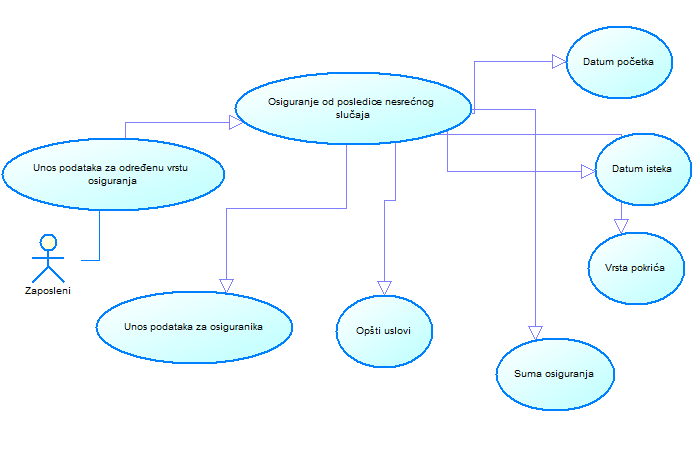 Datum početka
Osiguranje od posledice nesrećnog
slučaja
Unos podataka za određenu vrstu
osiguranja
Datum isteka
Zaposleni
Vrsta pokrića
Unos podataka za osiguranika
Opšti uslovi
Suma osiguranja